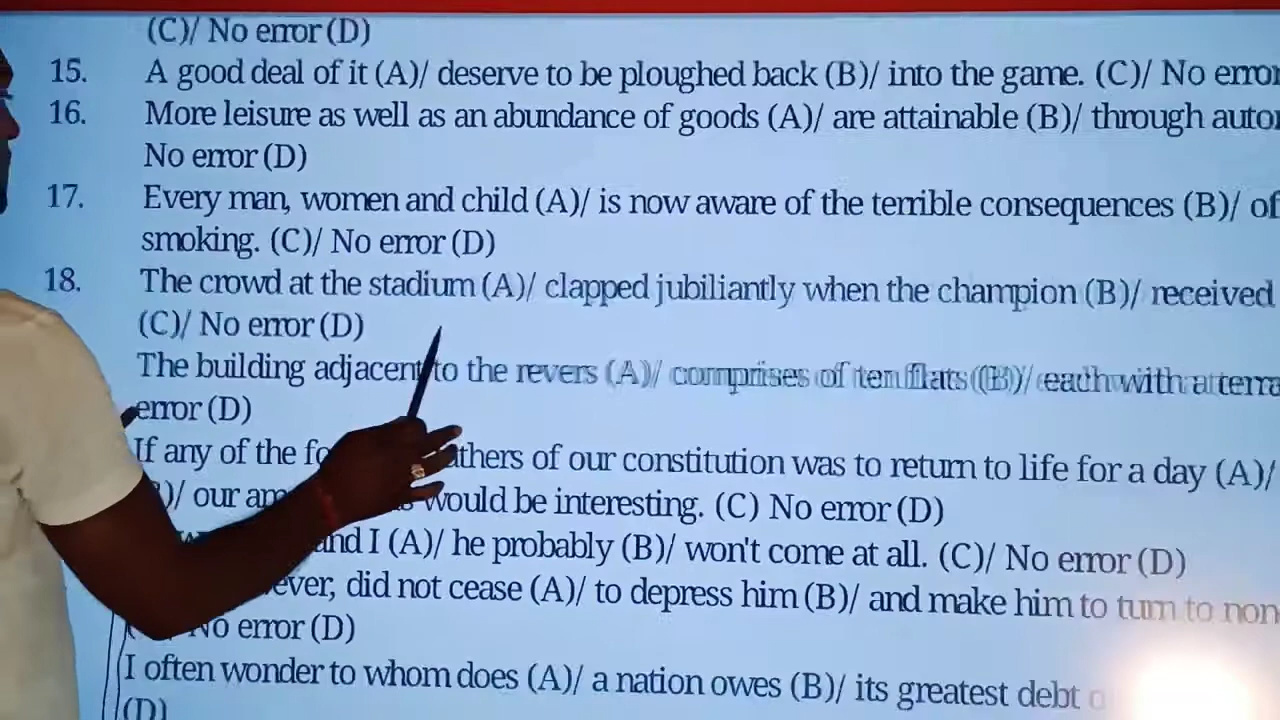 (C)/ No error (D)
15. A good deal of it (A)/ deserve to be ploughed back (B)/ into the game. (C)/ No error
16. More leisure as well as an abundance of goods (A)/ are attainable (B)/ through
No error (D)
17. Every man, women and child (A)/ is now aware of the terrible consequences (B)/ of
smoking. (C)/ No error (D)
18. The crowd at the stadium (A)/ clapped jubiliantly when the champion (B)/ received
(C)/ No error (D)
The building adjacent to the revers (A)/ comprises of ten flats (B)/ each with a
error (D)
If any of the of our constitution was to return to life for a day (A)/
)/ our would be interesting. (C) No error (D)
and I (A)/ he probably (B)/ won't come at all. (C)/ No error (D)
did not cease (A)/ to depress him (B)/ and make him to turn to
No error (D)
I often wonder to whom does (A)/ a nation owes (B)/ its greatest debt
(D)